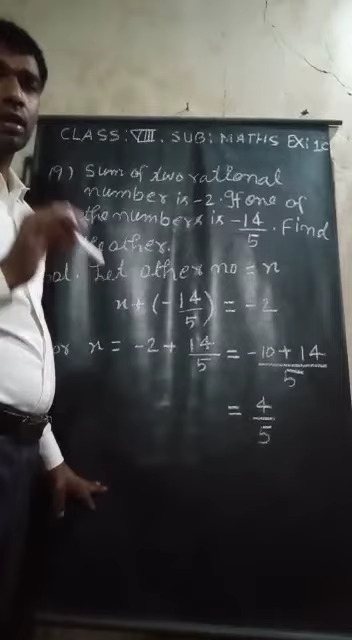 CLASS: VIII. SUB: MATHS EX: 1C
19) Sum of two rational
number is -2. If one of
the numbers is -14/5. Find
other.
Let other no = n
n + (-14/5) = -2
or n = -2 + 14/5 = -10+14/5
= 4/5